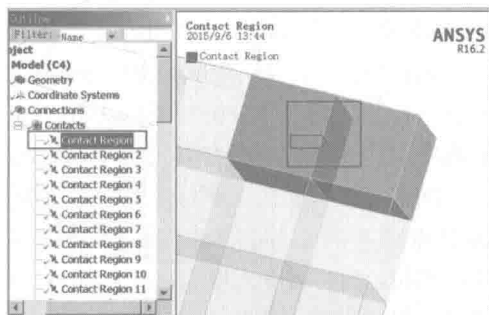 Outline
Filter: Name
oject
Model (C4)
Geometry
Coordinate Systems
Connections
Contacts
Contact Region
Contact Region 2
Contact Region 3
Contact Region 4
Contact Region 5
Contact Region 6
Contact Region 7
Contact Region 8
Contact Region 9
Contact Region 10
Contact Region 11
Contact Region
2015/9/6 13:44
Contact Region
ANSYS
R16.2